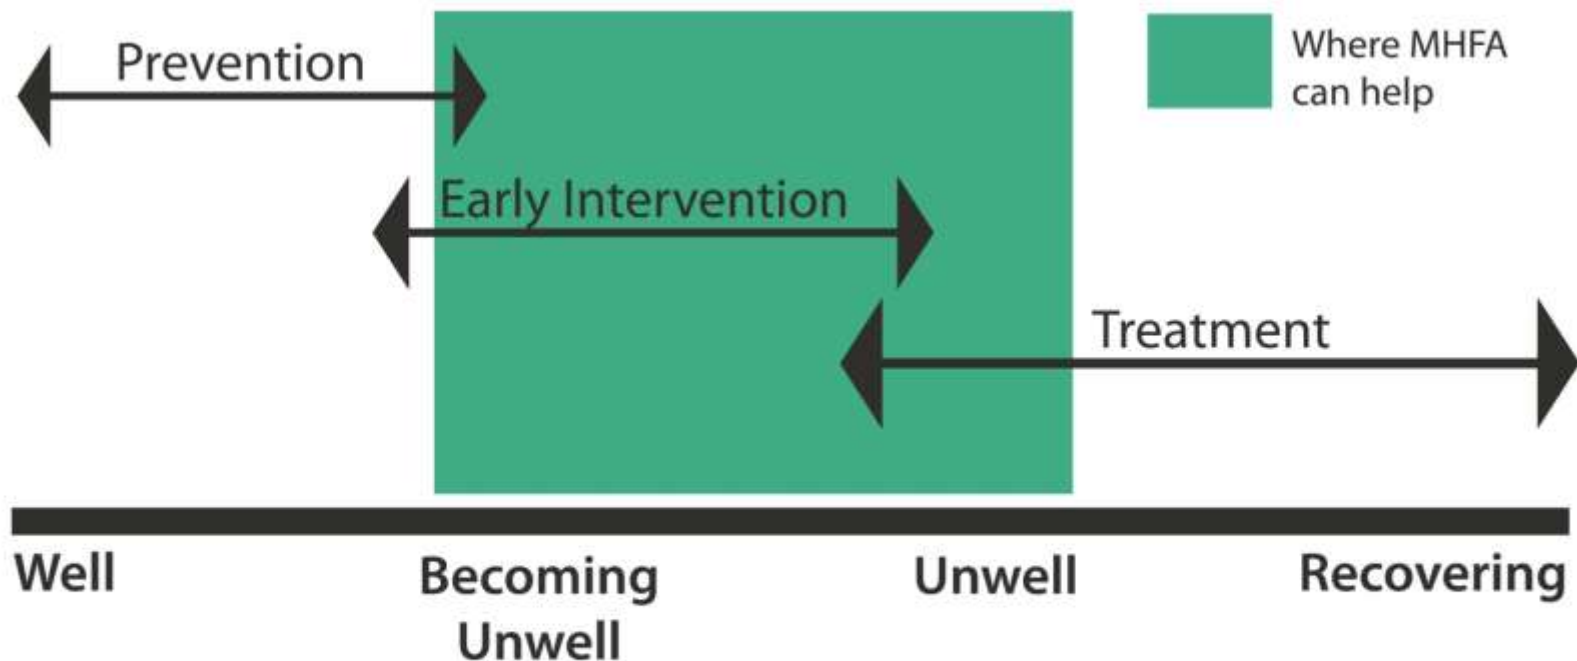 Prevention
Where MHFA
can help
Early Intervention
Treatment
Well
Becoming
Unwell
Unwell
Recovering